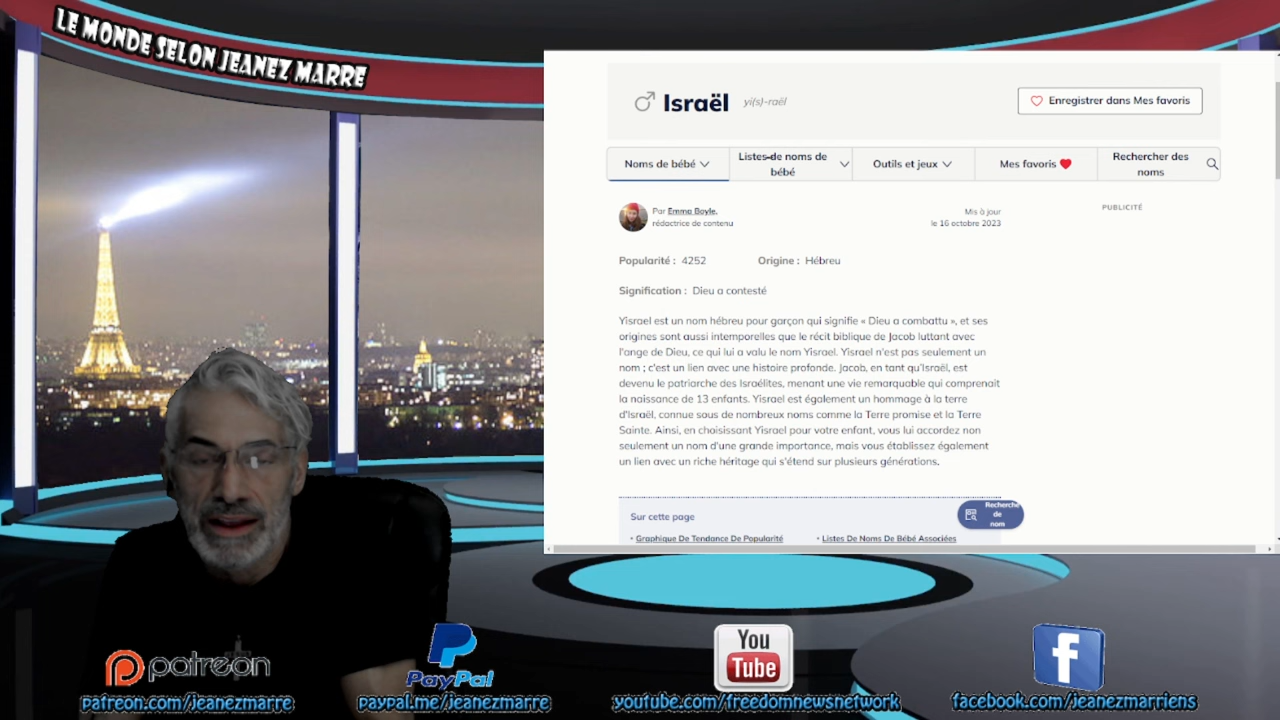 LE MONDE SELON JEANEZ MARRE
Israël yi(s)-raël
Enregistrer dans Mes favoris
Noms de bébé
Listes de noms de
bébé
Outils et jeux
Mes favoris
Rechercher des
noms
Par Emma Boyle,
rédactrice de contenu
Mis à jour
le 16 octobre 2023
PUBLICITÉ
Popularité : 4252
Origine : Hébreu
Signification : Dieu a contesté
Yisrael est un nom hébreu pour garçon qui signifie « Dieu a combattu », et ses
origines sont aussi intemporelles que le récit biblique de Jacob luttant avec
l'ange de Dieu, ce qui lui a valu le nom Yisrael. Yisrael n'est pas seulement un
nom ; c'est un lien avec une histoire profonde. Jacob, en tant qu'Israël, est
devenu le patriarche des Israélites, menant une vie remarquable qui comprenait
la naissance de 13 enfants. Yisrael est également un hommage à la terre
d'Israël, connue sous de nombreux noms comme la Terre promise et la Terre
Sainte. Ainsi, en choisissant Yisrael pour votre enfant, vous lui accordez non
seulement un nom d'une grande importance, mais vous établissez également
un lien avec un riche héritage qui s'étend sur plusieurs générations.
Recherche
de
nom
Sur cette page
• Graphique De Tendance De Popularité
• Listes De Noms De Bébé Associées
patreon
patreon.com/jeanezmarre
PayPal
paypal.me/jeanezmarre
You
Tube
youtube.com/freedomnewsnetwork
f
facebook.com/jeanezmarriens